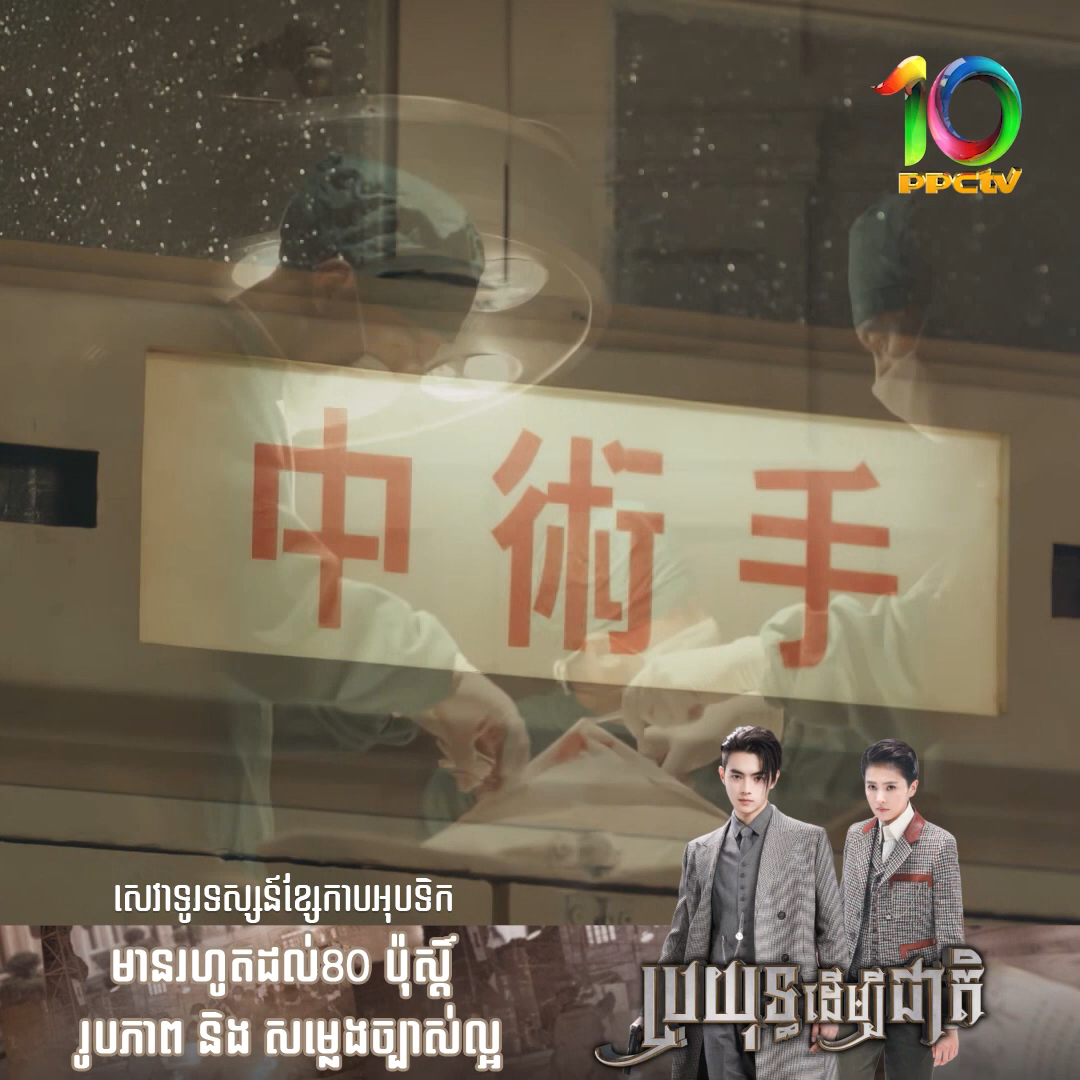 10
PPCtv
中術手
សេវាទូរទស្សន៍ខ្សែកាបអុបទិក
មានរហូតដល់80 ប៉ុស្តិ៍
រូបភាព និង សម្លេងច្បាស់ល្អ
ប្រយុទ្ធដើម្បីជាតិ